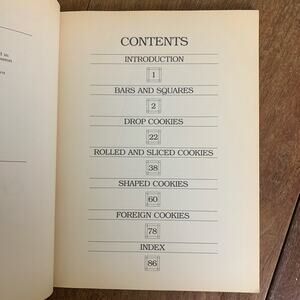 CONTENTS
INTRODUCTION
1
BARS AND SQUARES
2
DROP COOKIES
22
ROLLED AND SLICED COOKIES
38
SHAPED COOKIES
60
FOREIGN COOKIES
78
INDEX
86